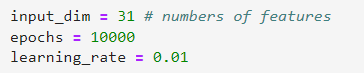 input_dim = 31 # numbers of features
epochs = 10000
learning_rate = 0.01